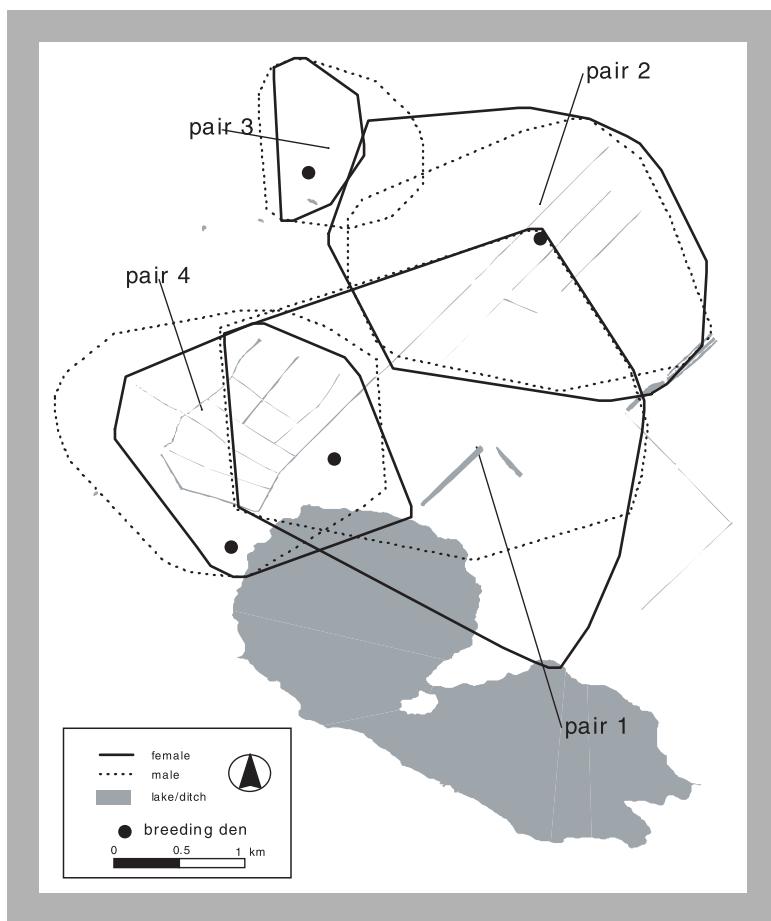 pair 2
pair 3
pair 4
pair 1
female
male
lake/ditch
breeding den
0 0.5 1 km